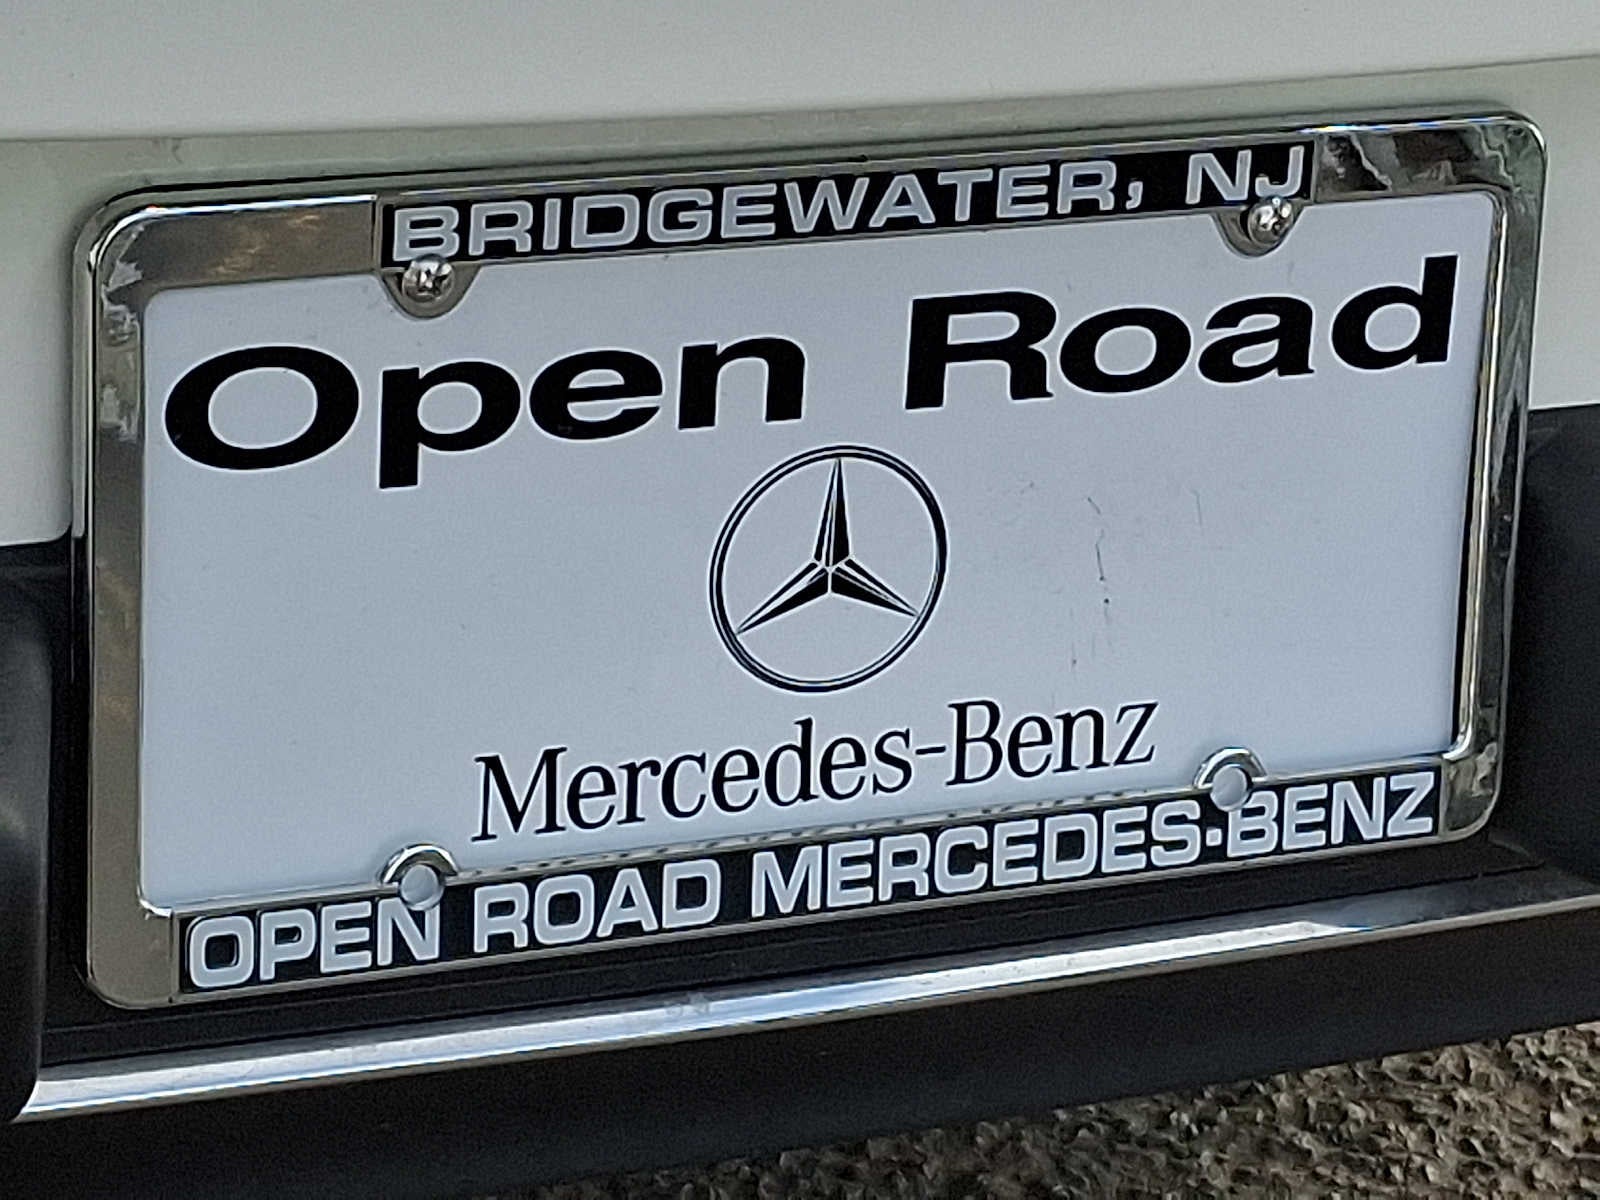 BRIDGEWATER, NJ
Open Road
Mercedes-Benz
OPEN ROAD MERCEDES-BENZ